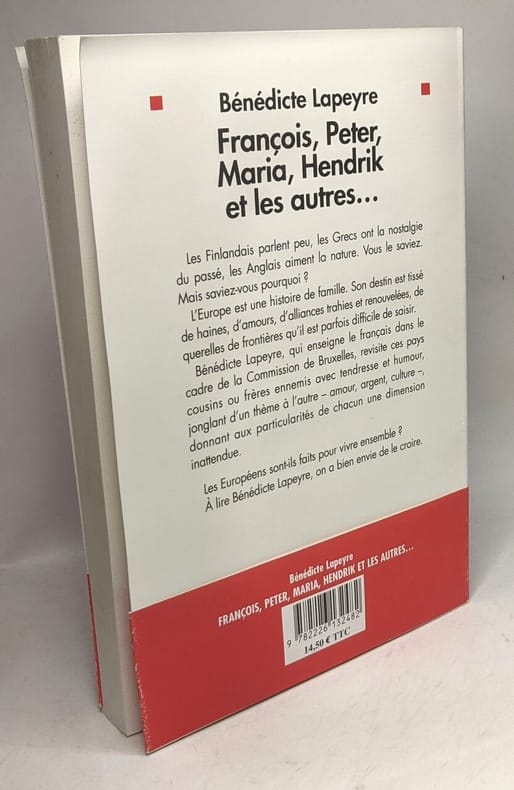 Bénédicte Lapeyre
François, Peter,
Maria, Hendrik
et les autres...
Les Finlandais parlent peu, les Grecs ont la nostalgie
du passé, les Anglais aiment la nature. Vous le saviez.
Mais saviez-vous pourquoi ?
L'Europe est une histoire de famille. Son destin est tissé
de haines, d'amours, d'alliances trahies et renouvelées, de
querelles de frontières qu'il est parfois difficile de saisir.
Bénédicte Lapeyre, qui enseigne le français dans le
cadre de la Commission de Bruxelles, revisite ces pays
cousins ou frères ennemis avec tendresse et humour,
jonglant d'un thème à l'autre – amour, argent, culture –,
donnant aux particularités de chacun une dimension
inattendue.
Les Européens sont-ils faits pour vivre ensemble ?
À lire Bénédicte Lapeyre, on a bien envie de le croire.
Bénédicte Lapeyre
FRANÇOIS, PETER, MARIA, HENDRIK ET LES AUTRES...
9 782226 132482
14,50 € TTC